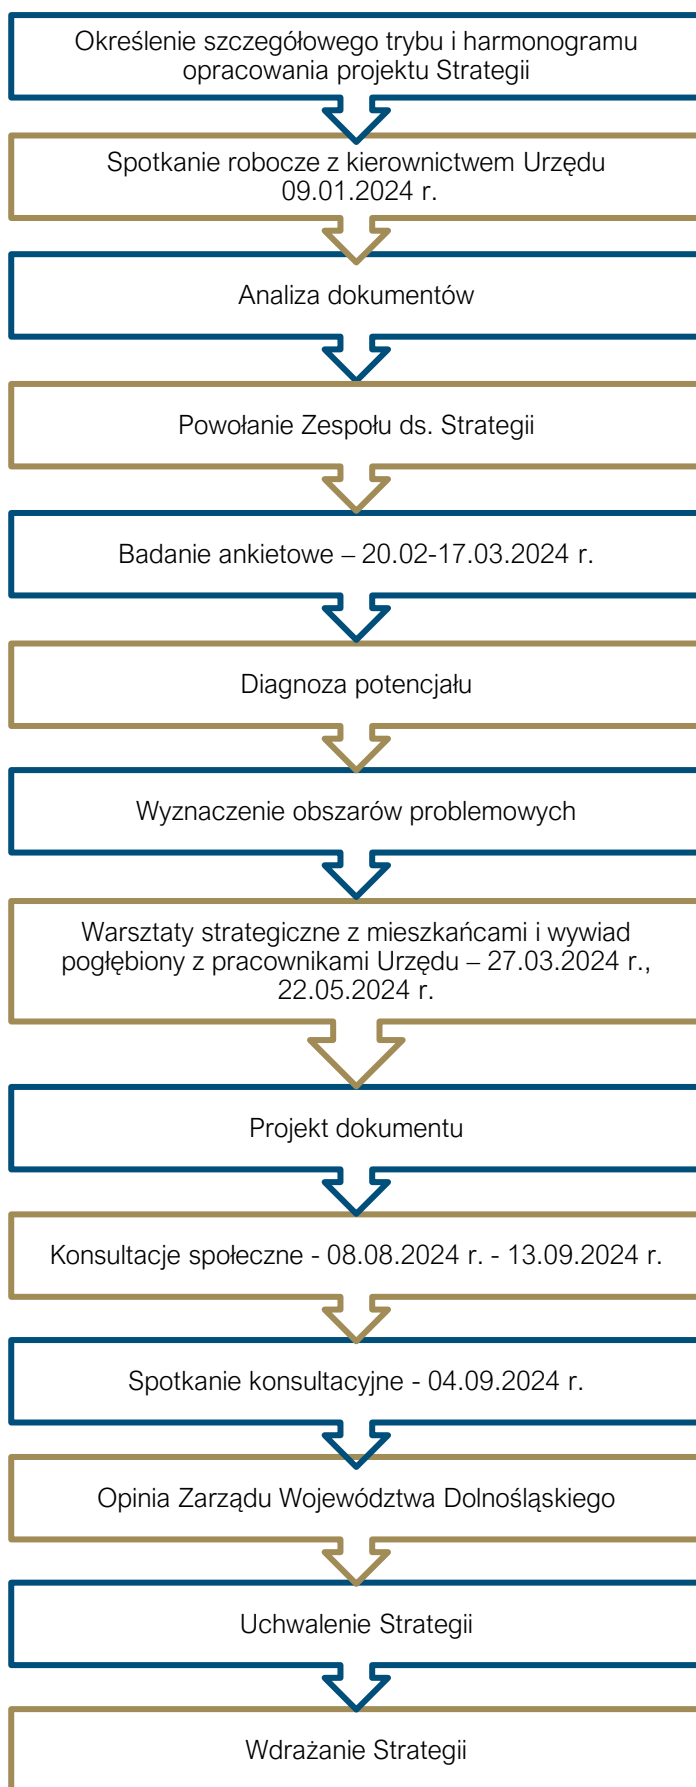 Określenie szczegółowego trybu i harmonogramu
opracowania projektu Strategii
Spotkanie robocze z kierownictwem Urzędu
09.01.2024 r.
Analiza dokumentów
Powołanie Zespołu ds. Strategii
Badanie ankietowe – 20.02-17.03.2024 r.
Diagnoza potencjału
Wyznaczenie obszarów problemowych
Warsztaty strategiczne z mieszkańcami i wywiad
pogłębiony z pracownikami Urzędu – 27.03.2024 r.,
22.05.2024 r.
Projekt dokumentu
Konsultacje społeczne - 08.08.2024 r. - 13.09.2024 r.
Spotkanie konsultacyjne - 04.09.2024 r.
Opinia Zarządu Województwa Dolnośląskiego
Uchwalenie Strategii
Wdrażanie Strategii